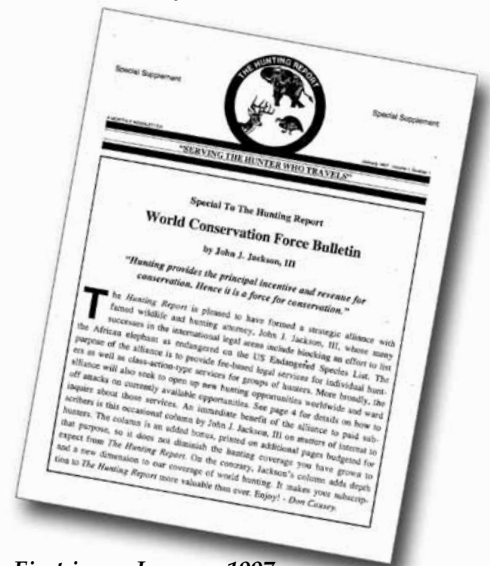 Special Supplement
THE HUNTING REPORT
Special Supplement
A MONTHLY NEWSLETTER
January 1997 Volume 1, Number 1
"SERVING THE HUNTER WHO TRAVELS"
Special To The Hunting Report
World Conservation Force Bulletin
by John J. Jackson, III
"Hunting provides the principal incentive and revenue for
conservation. Hence it is a force for conservation."
The Hunting Report is pleased to have formed a strategic alliance with
famed wildlife and hunting attorney, John J. Jackson, III, whose many
successes in the international legal arena include blocking an effort to list
the African elephant as endangered on the US Endangered Species List. The
purpose of the alliance is to provide fee-based legal services for individual hunt-
ers as well as class-action-type services for groups of hunters. More broadly, the
alliance will also seek to open up new hunting opportunities worldwide and ward
off attacks on currently available opportunities. See page 4 for details on how to
inquire about those services. An immediate benefit of the alliance to paid sub-
scribers is this occasional column by John J. Jackson, III on matters of interest to
hunters. The column is an added bonus, printed on additional pages budgeted for
that purpose, so it does not diminish the hunting coverage you have grown to
expect from The Hunting Report. On the contrary, Jackson's column adds depth
and a new dimension to our coverage of world hunting. It makes your subscrip-
tion to The Hunting Report more valuable than ever. Enjoy! - Don Causey.